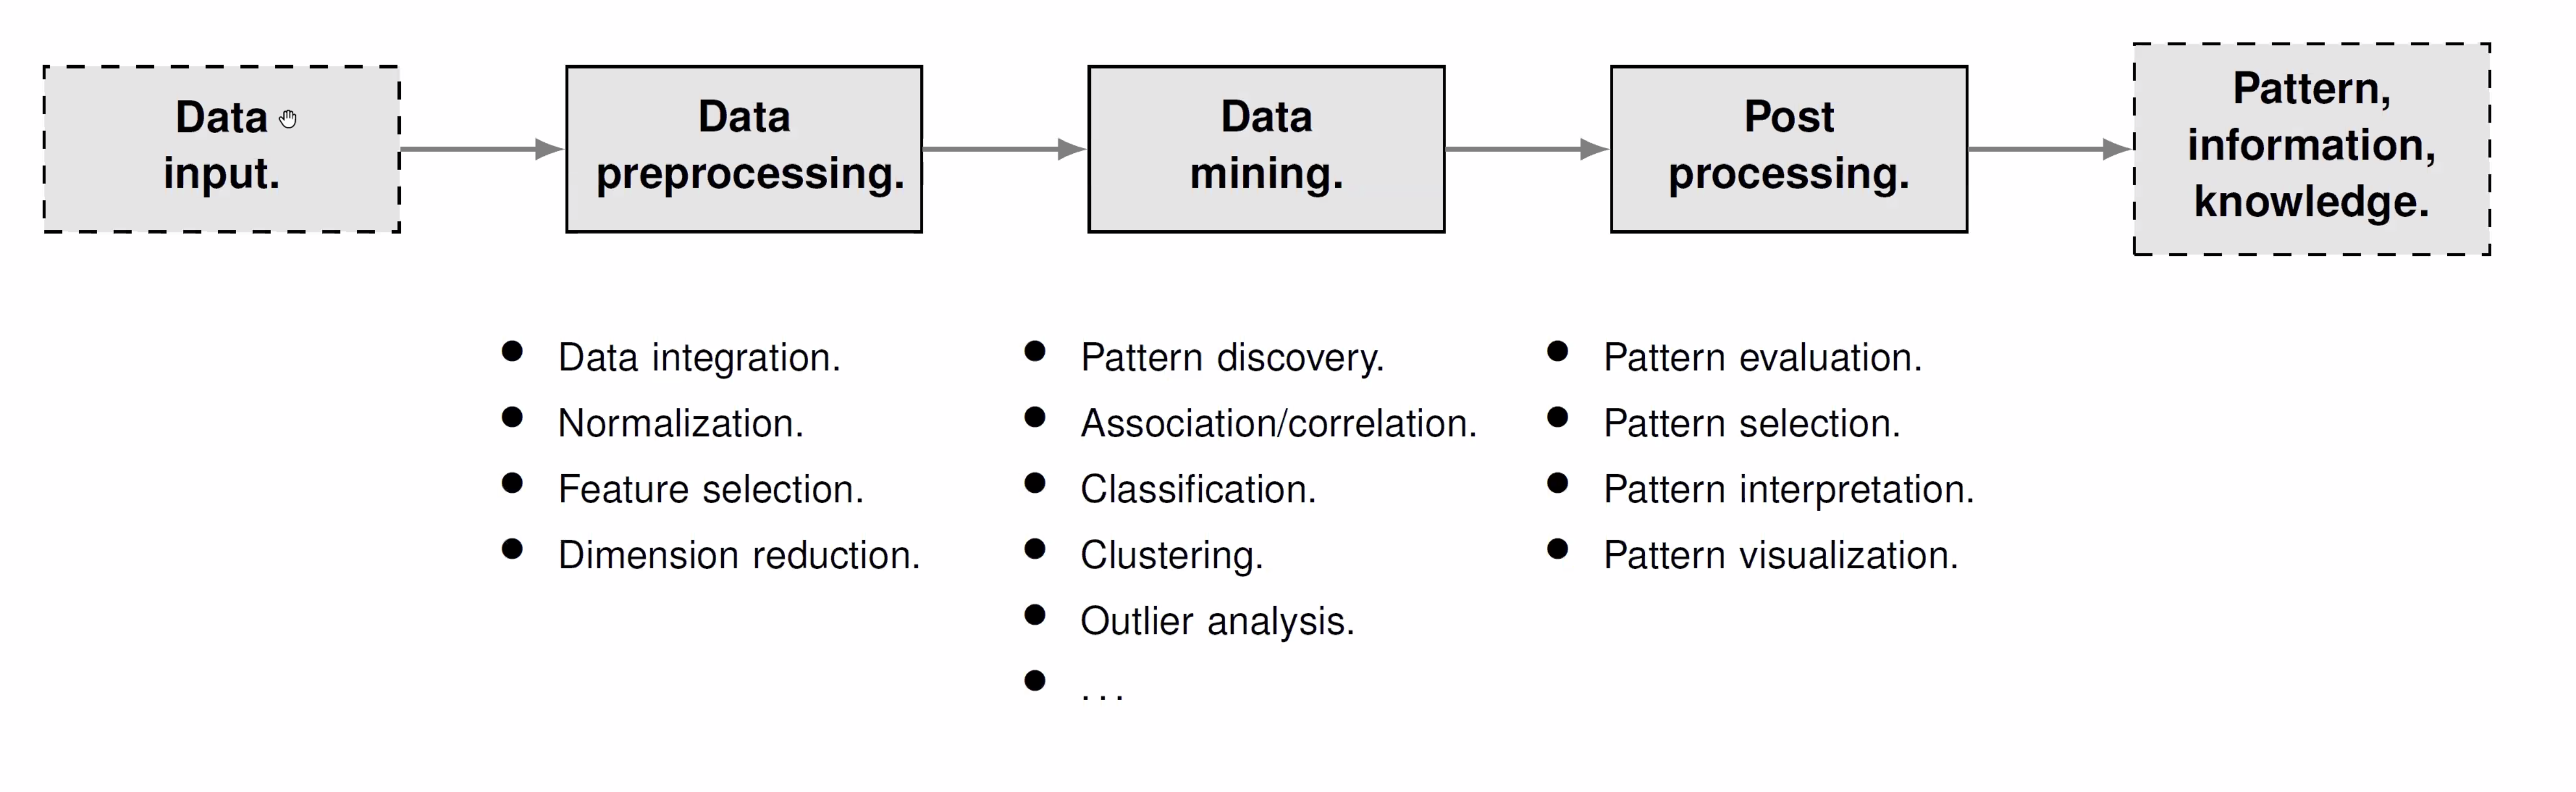 Data
input.
Data
preprocessing.
Data
mining.
Post
processing.
Pattern,
information,
knowledge.
● Data integration.
● Normalization.
● Feature selection.
● Dimension reduction.
● Pattern discovery.
● Association/correlation.
● Classification.
● Clustering.
● Outlier analysis.
● . . .
● Pattern evaluation.
● Pattern selection.
● Pattern interpretation.
● Pattern visualization.